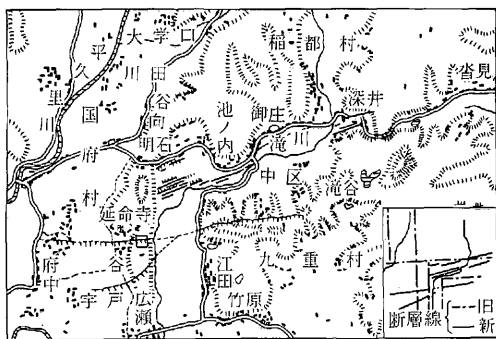 平久里川
大学口
稲都村
沓見
川田
谷向
池ノ内
御庄
滝川
深井
国府村
明石
中区
滝谷
延命寺
府中
谷
宇戸
広瀬
江田
九重村
竹原
断層線
旧
新